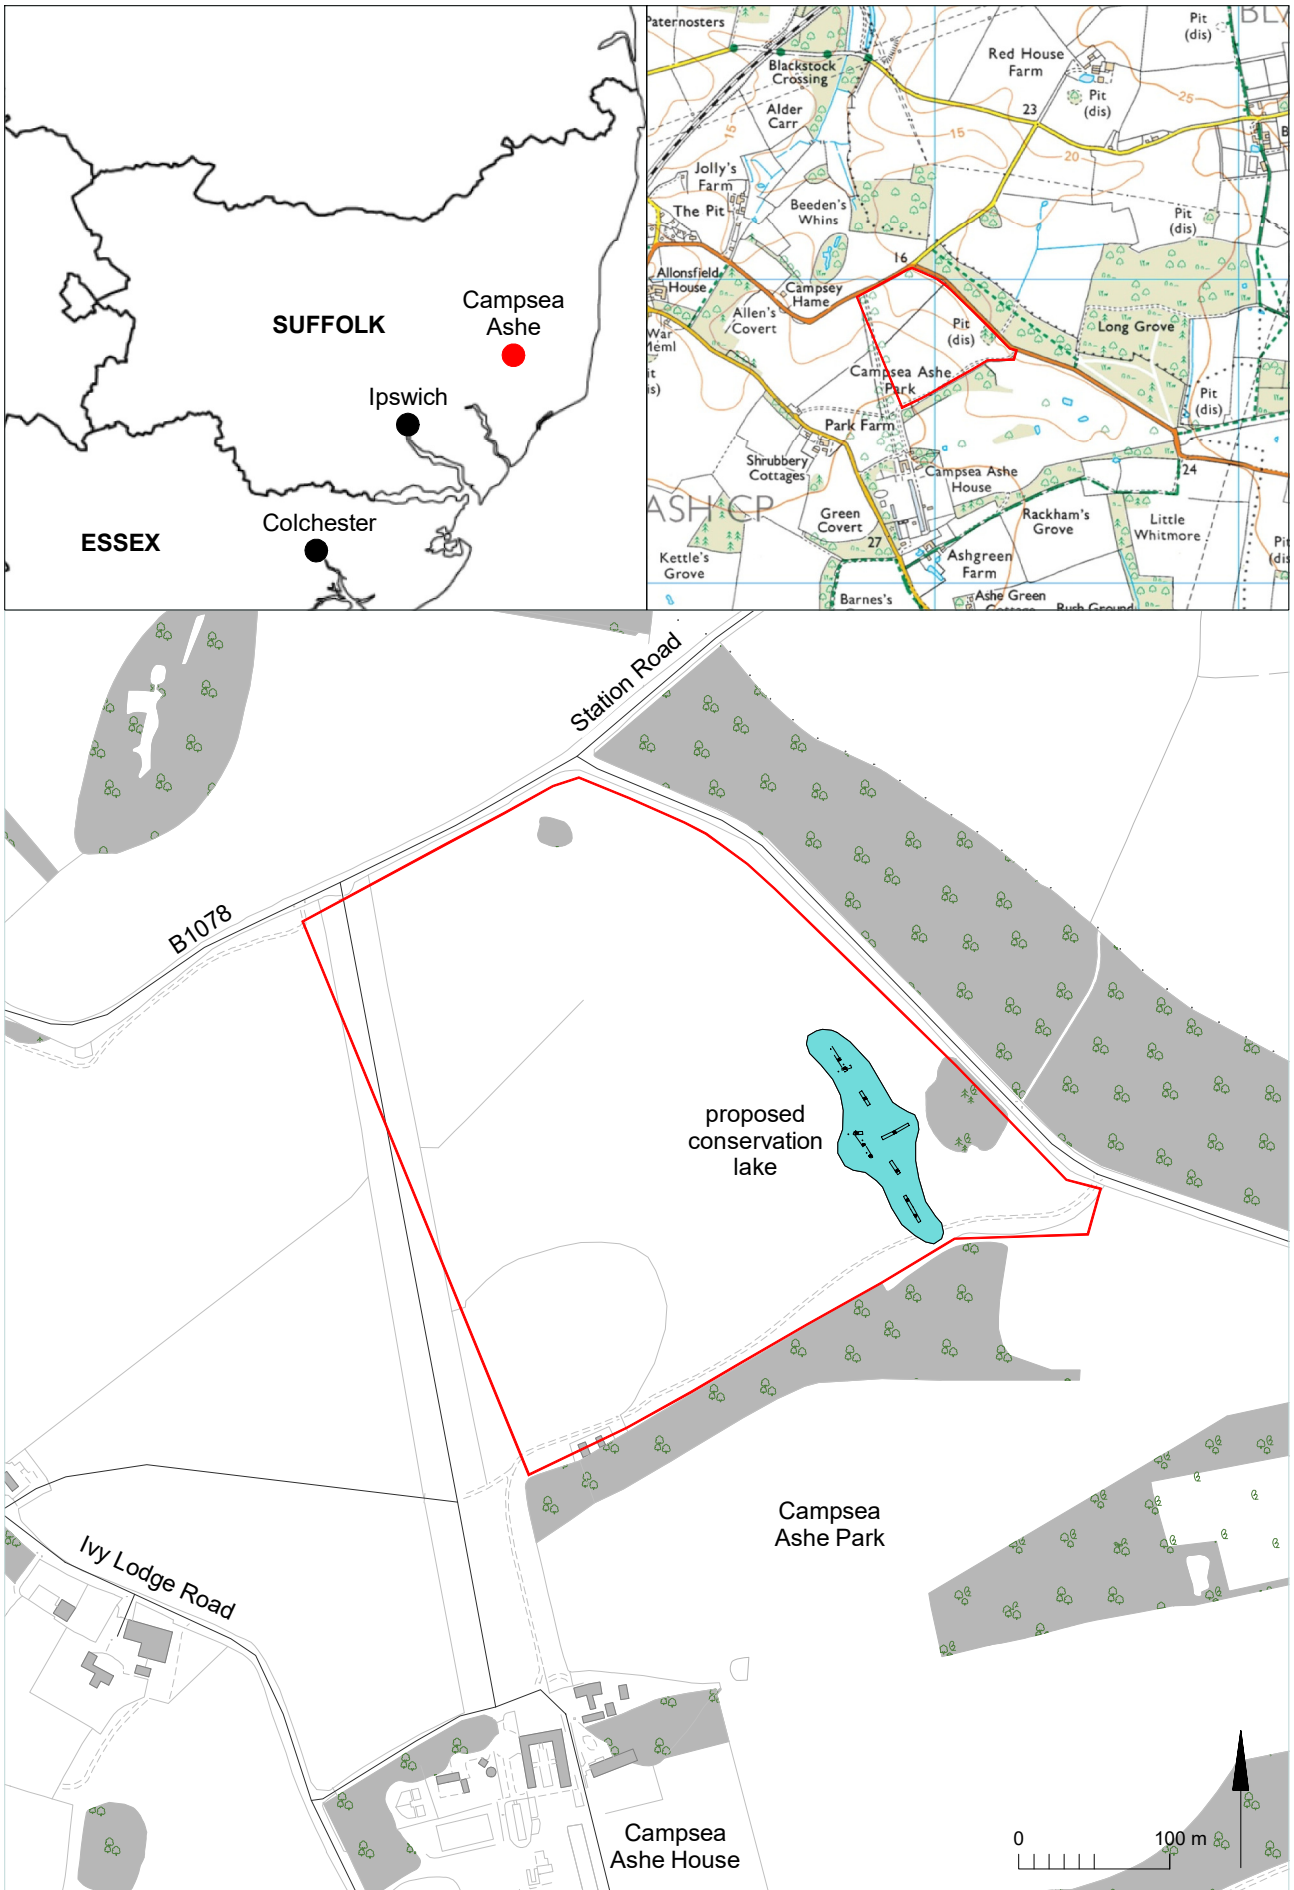 Campsea
Ashe
SUFFOLK
Ipswich
Colchester
ESSEX
Paternosters
Blackstock
Crossing
Alder
Carr
Red House
Farm
Pit
(dis)
Pit
(dis)
25
23
15
15
20
Jolly's
Farm
The Pit
Beeden's
Whins
Pit
(dis)
16
Allonsfield
House
Campsey
Hame
Allen's
Covert
War
Pit
(dis)
Long Grove
Campsea Ashe
Park
Pit
(dis)
Park Farm
Shrubbery
Cottages
Campsea Ashe
House
24
ASH CP
Green
Covert
Rackham's
Grove
Little
Whitmore
27
Kettle's
Grove
Ashgreen
Farm
Barnes's
Ashe Green
Station Road
B1078
proposed
conservation
lake
Campsea
Ashe Park
Ivy Lodge Road
Campsea
Ashe House
0 100 m